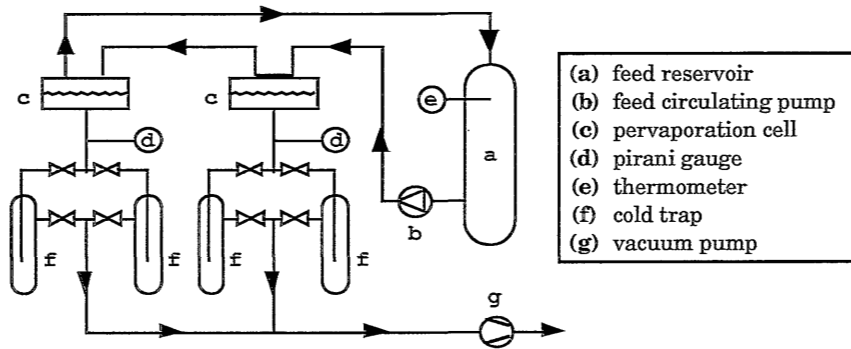 c
d
c
d
e
a
b
f
f
f
f
g
(a) feed reservoir
(b) feed circulating pump
(c) pervaporation cell
(d) pirani gauge
(e) thermometer
(f) cold trap
(g) vacuum pump